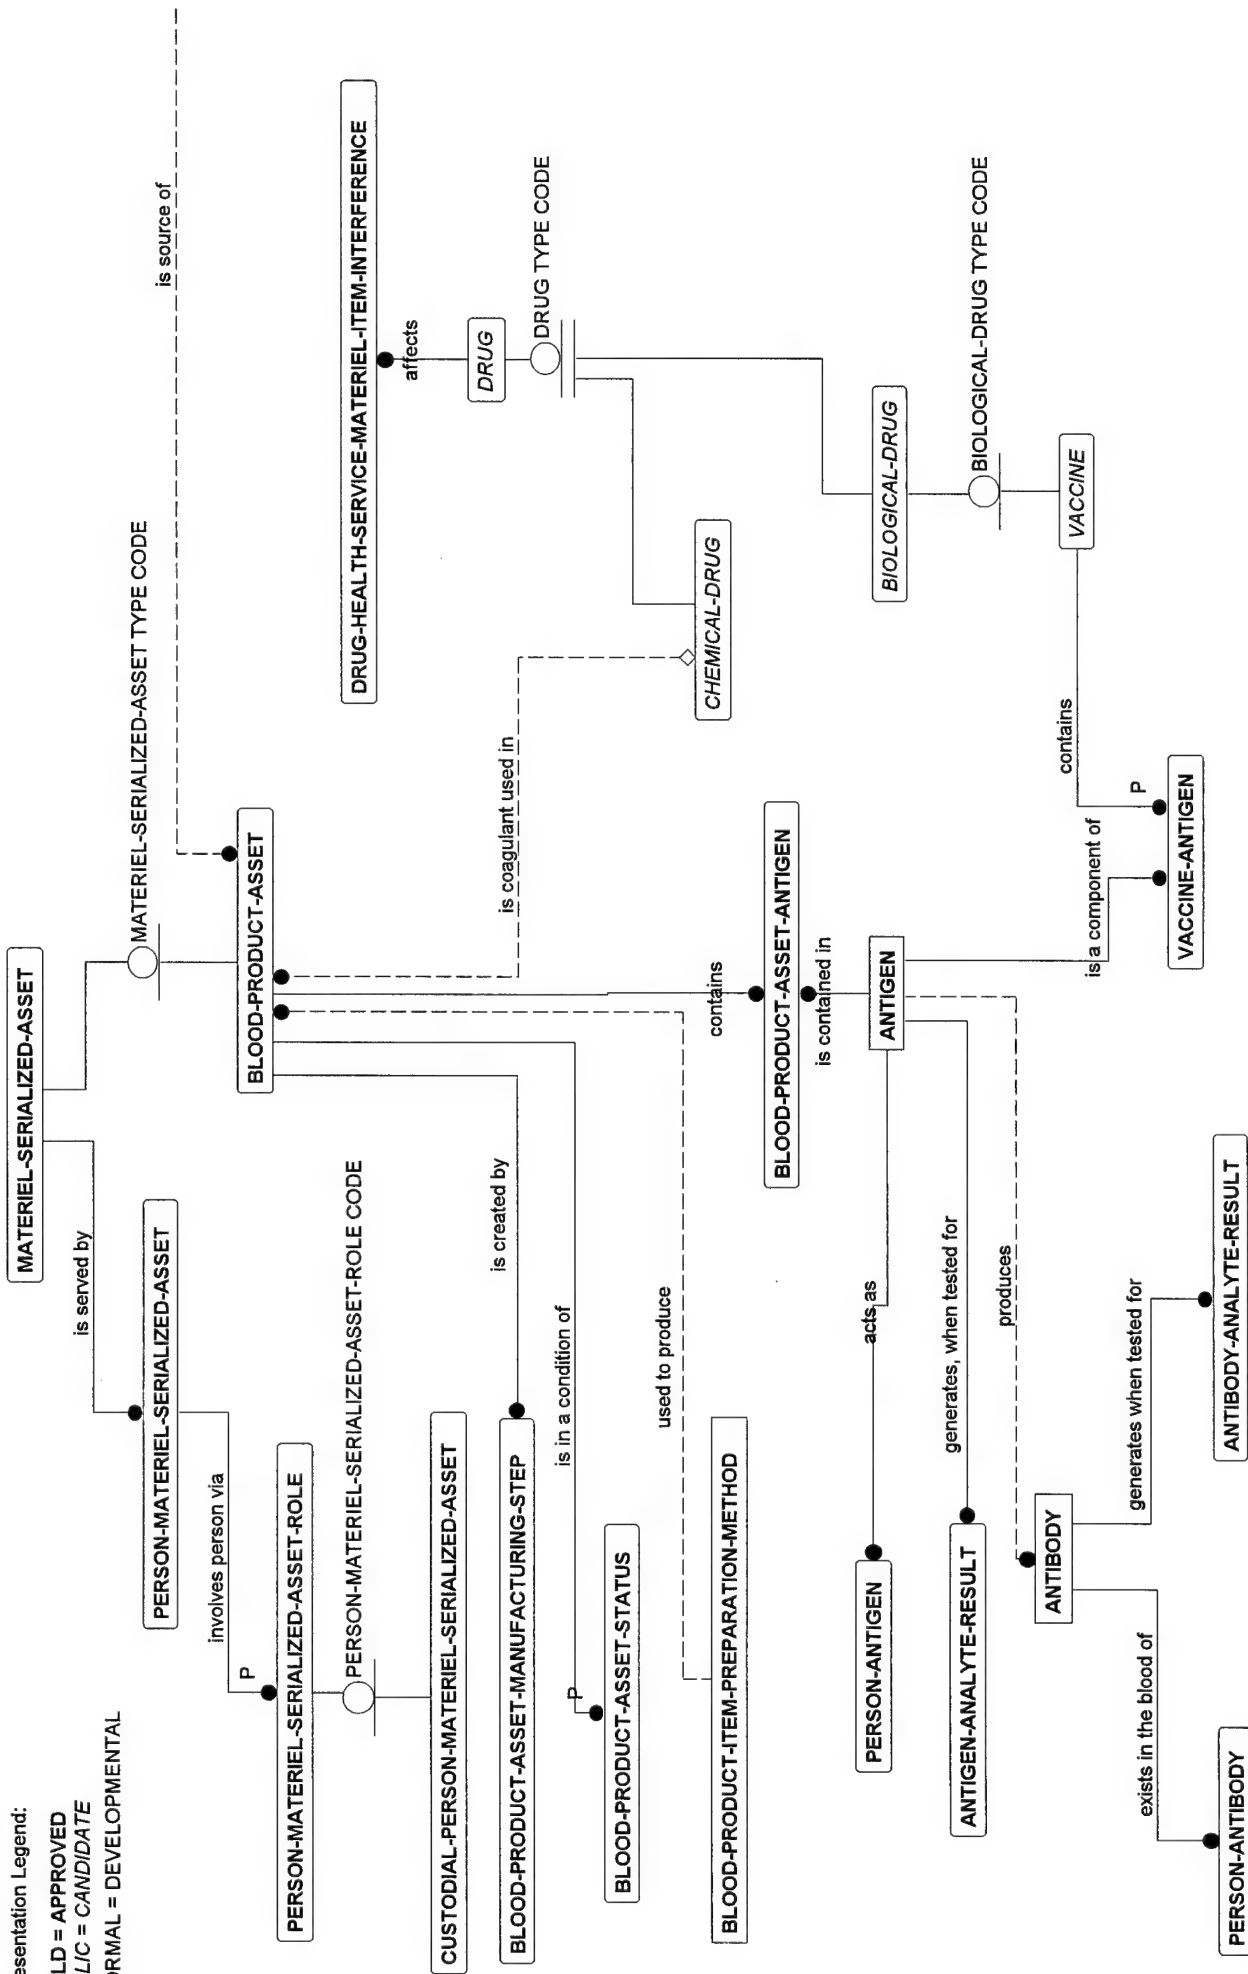 esentation Legend:
LD = APPROVED
LIC = CANDIDATE
ORMAL = DEVELOPMENTAL
MATERIEL-SERIALIZED-ASSET
is served by
MATERIEL-SERIALIZED-ASSET TYPE CODE
is source of
PERSON-MATERIEL-SERIALIZED-ASSET
BLOOD-PRODUCT-ASSET
involves person via
P
PERSON-MATERIEL-SERIALIZED-ASSET-ROLE
PERSON-MATERIEL-SERIALIZED-ASSET-ROLE CODE
DRUG-HEALTH-SERVICE-MATERIEL-ITEM-INTERFERENCE
affects
CUSTODIAL-PERSON-MATERIEL-SERIALIZED-ASSET
is created by
is coagulant used in
DRUG
DRUG TYPE CODE
BLOOD-PRODUCT-ASSET-MANUFACTURING-STEP
is in a condition of
P
BLOOD-PRODUCT-ASSET-STATUS
used to produce
CHEMICAL-DRUG
BLOOD-PRODUCT-ITEM-PREPARATION-METHOD
contains
BLOOD-PRODUCT-ASSET-ANTIGEN
is contained in
BIOLOGICAL-DRUG
BIOLOGICAL-DRUG TYPE CODE
PERSON-ANTIGEN
acts as
ANTIGEN
generates, when tested for
ANTIGEN-ANALYTE-RESULT
produces
VACCINE
contains
ANTIBODY
is a component of
P
exists in the blood of
generates when tested for
VACCINE-ANTIGEN
PERSON-ANTIBODY
ANTIBODY-ANALYTE-RESULT